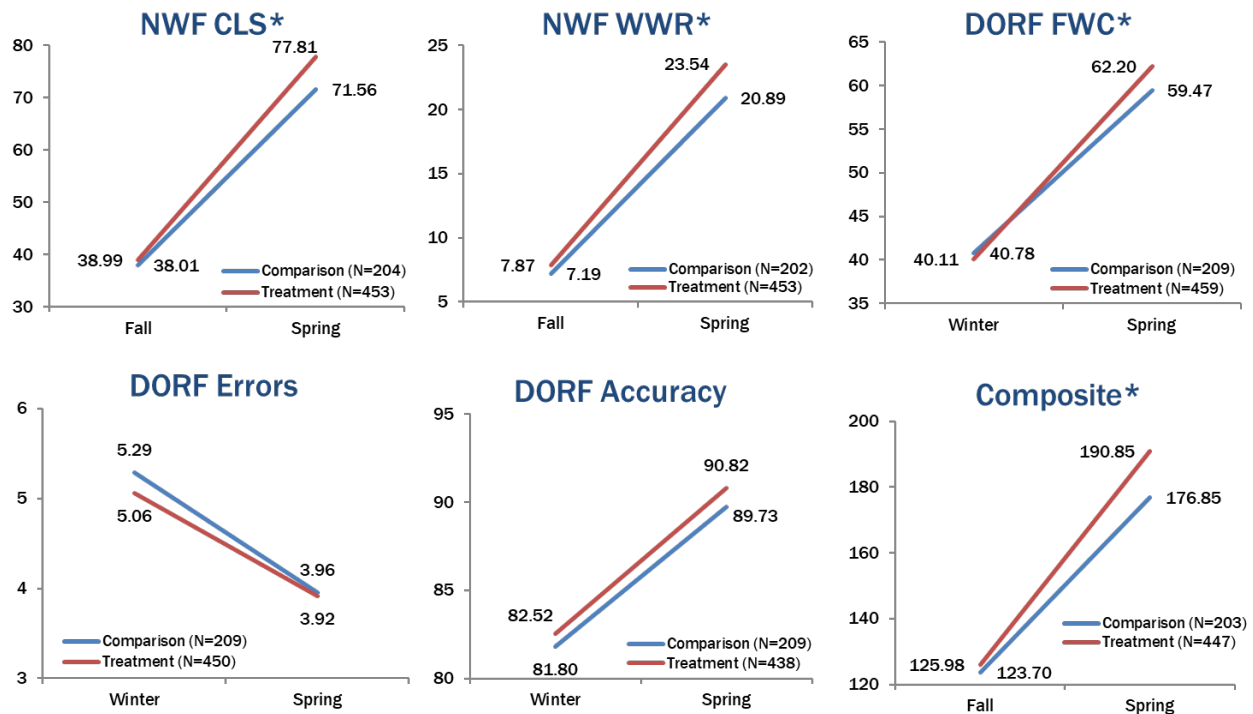 NWF CLS*
80
70
60
50
40
30
77.81
71.56
38.99
38.01
Comparison (N=204)
Treatment (N=453)
Fall
Spring
NWF WWR*
25
20
15
10
5
23.54
20.89
7.87
7.19
Comparison (N=202)
Treatment (N=453)
Fall
Spring
DORF FWC*
65
60
55
50
45
40
35
62.20
59.47
40.11
40.78
Comparison (N=209)
Treatment (N=459)
Winter
Spring
DORF Errors
6
5
4
3
5.29
5.06
3.96
3.92
Comparison (N=209)
Treatment (N=450)
Winter
Spring
DORF Accuracy
95
90
85
80
90.82
89.73
82.52
81.80
Comparison (N=209)
Treatment (N=438)
Winter
Spring
Composite*
200
180
160
140
120
190.85
176.85
125.98
123.70
Comparison (N=203)
Treatment (N=447)
Fall
Spring